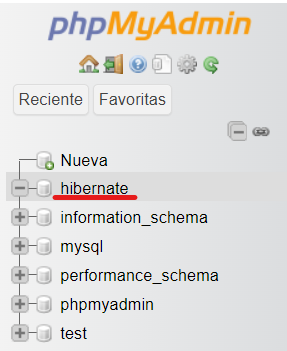 phpMyAdmin
Reciente Favoritas
Nueva
hibernate
information_schema
mysql
performance_schema
phpmyadmin
test